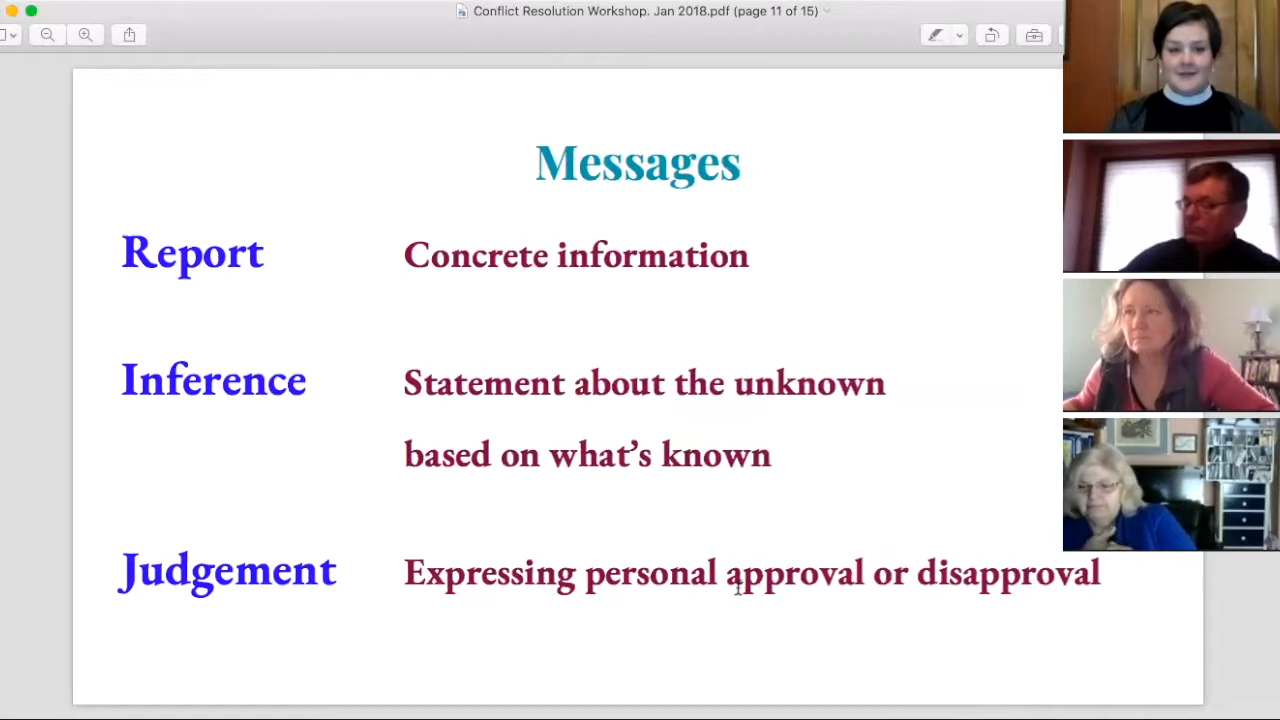 Conflict Resolution Workshop. Jan 2018.pdf (page 11 of 15)
Messages
Report Concrete information
Inference Statement about the unknown
based on what’s known
Judgement Expressing personal approval or disapproval